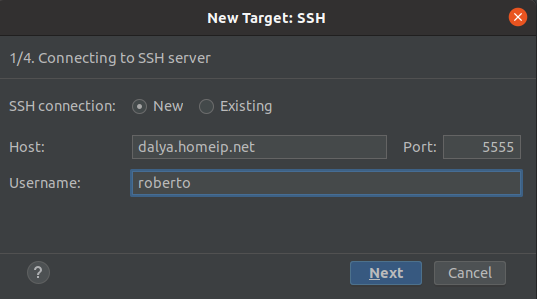 New Target: SSH
1/4. Connecting to SSH server
SSH connection: New Existing
Host: dalya.homeip.net Port: 5555
Username: roberto
? Next Cancel